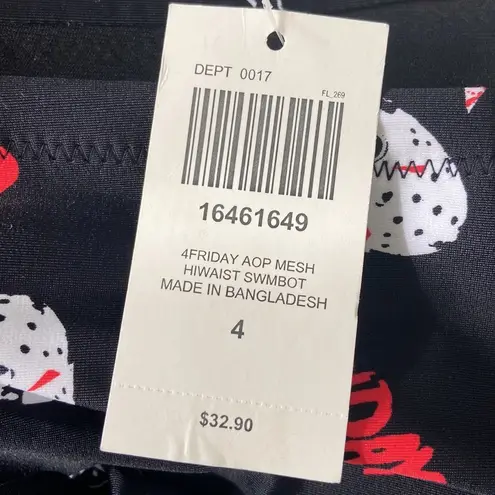 DEPT 0017
FL_269
16461649
4FRIDAY AOP MESH
HIWAIST SWMBOT
MADE IN BANGLADESH
4
$32.90